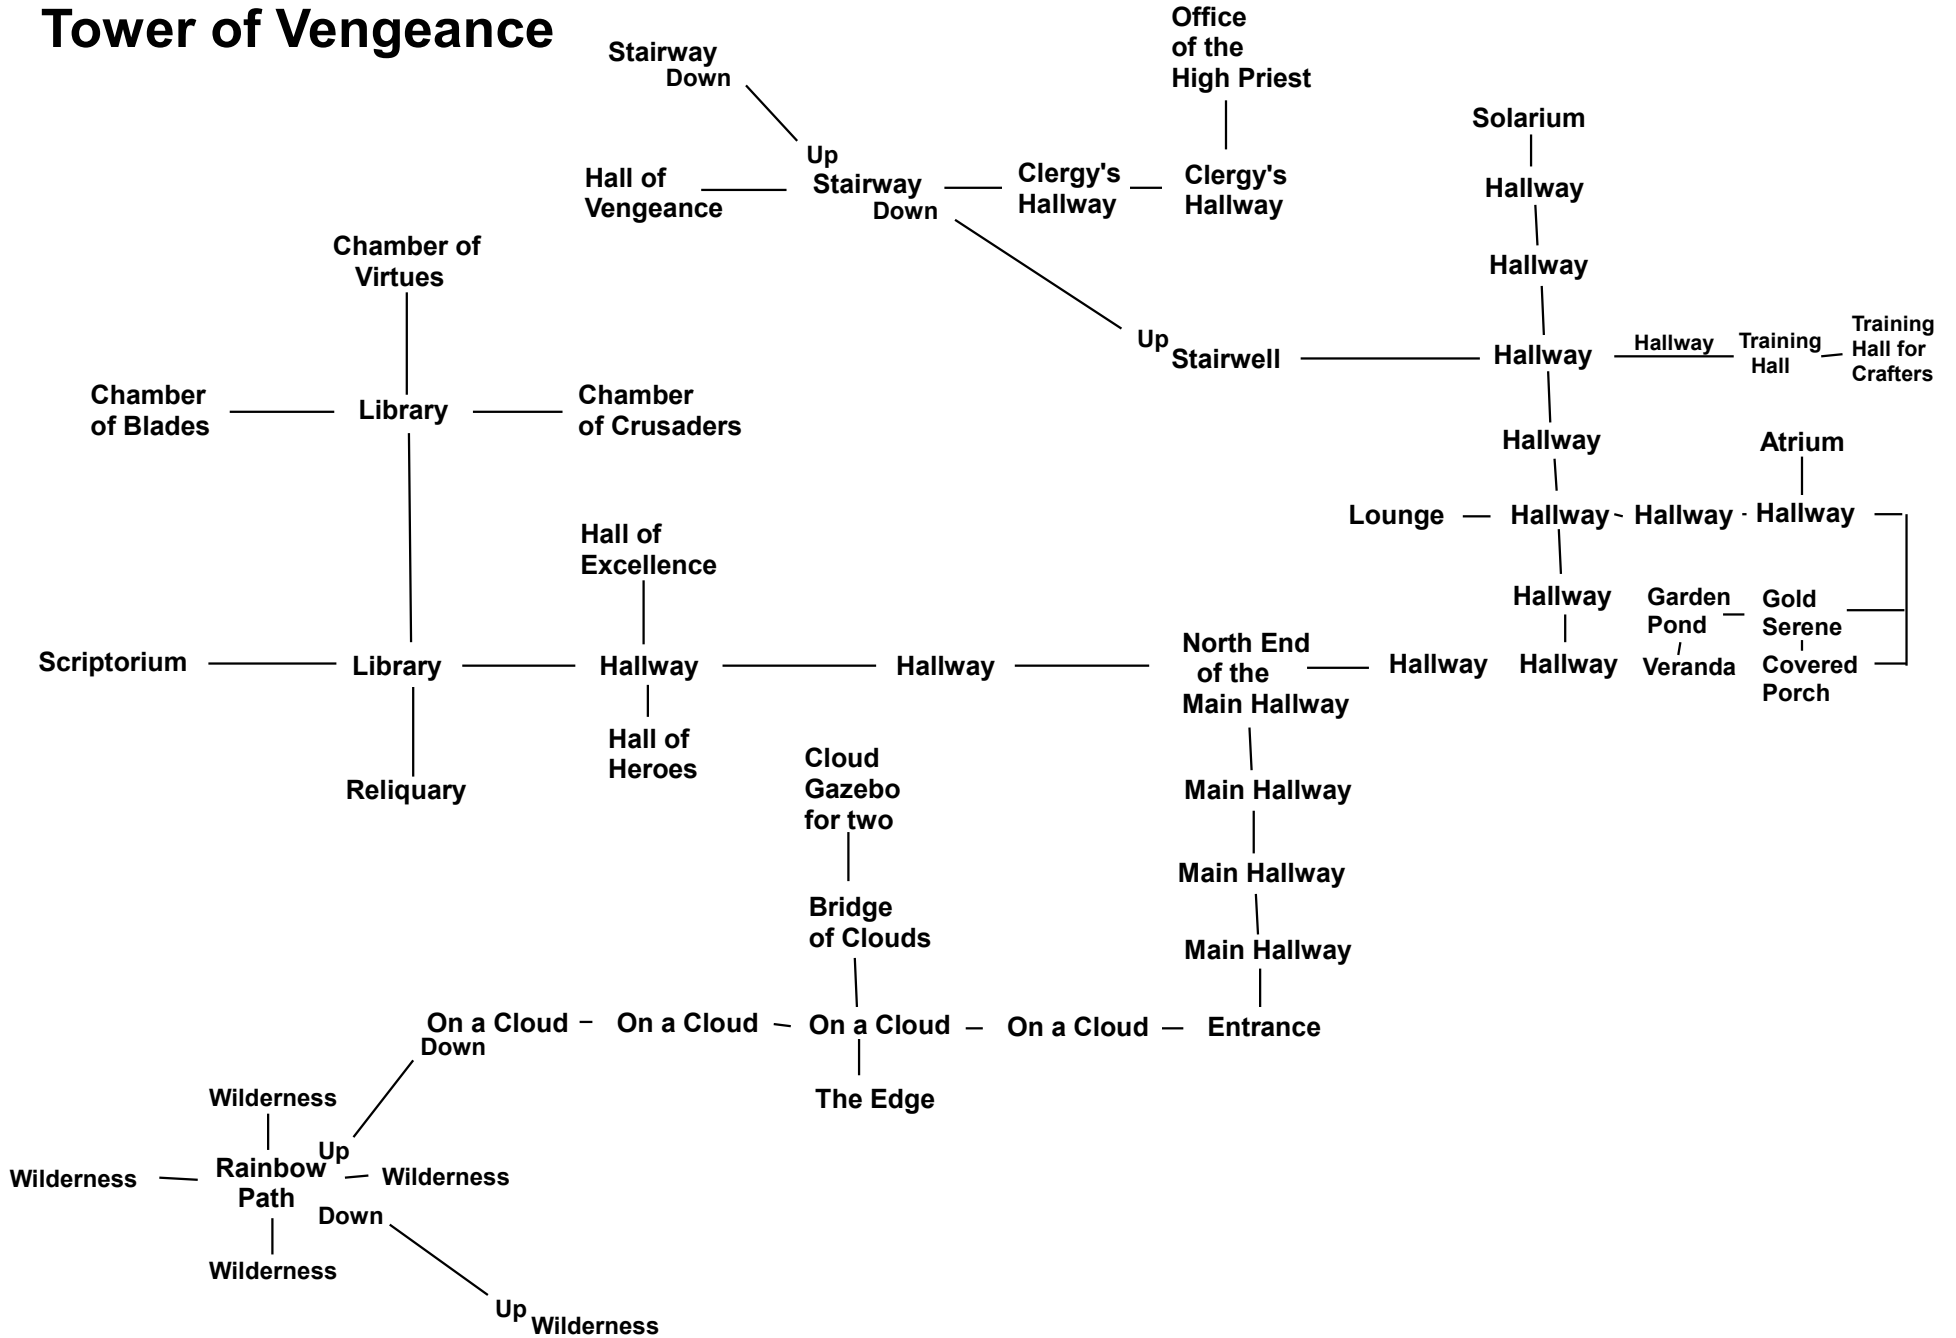 Tower of Vengeance
Office
of the
High Priest
Stairway
Down
Solarium
Up
Stairway
Down
Hall of
Vengeance
Clergy's
Hallway
Clergy's
Hallway
Hallway
Chamber of
Virtues
Hallway
Up
Stairwell
Hallway
Hallway
Training
Hall
Training
Hall for
Crafters
Chamber
of Blades
Library
Chamber
of Crusaders
Hallway
Atrium
Lounge
Hallway
Hallway
Hallway
Hall of
Excellence
Hallway
Garden
Pond
Gold
Serene
Scriptorium
Library
Hallway
Hallway
North End
of the
Main Hallway
Hallway
Hallway
Veranda
Covered
Porch
Hall of
Heroes
Reliquary
Cloud
Gazebo
for two
Main Hallway
Main Hallway
Bridge
of Clouds
Main Hallway
On a Cloud
Down
On a Cloud
On a Cloud
On a Cloud
Entrance
The Edge
Wilderness
Up
Wilderness
Rainbow
Path
Wilderness
Down
Wilderness
Up
Wilderness